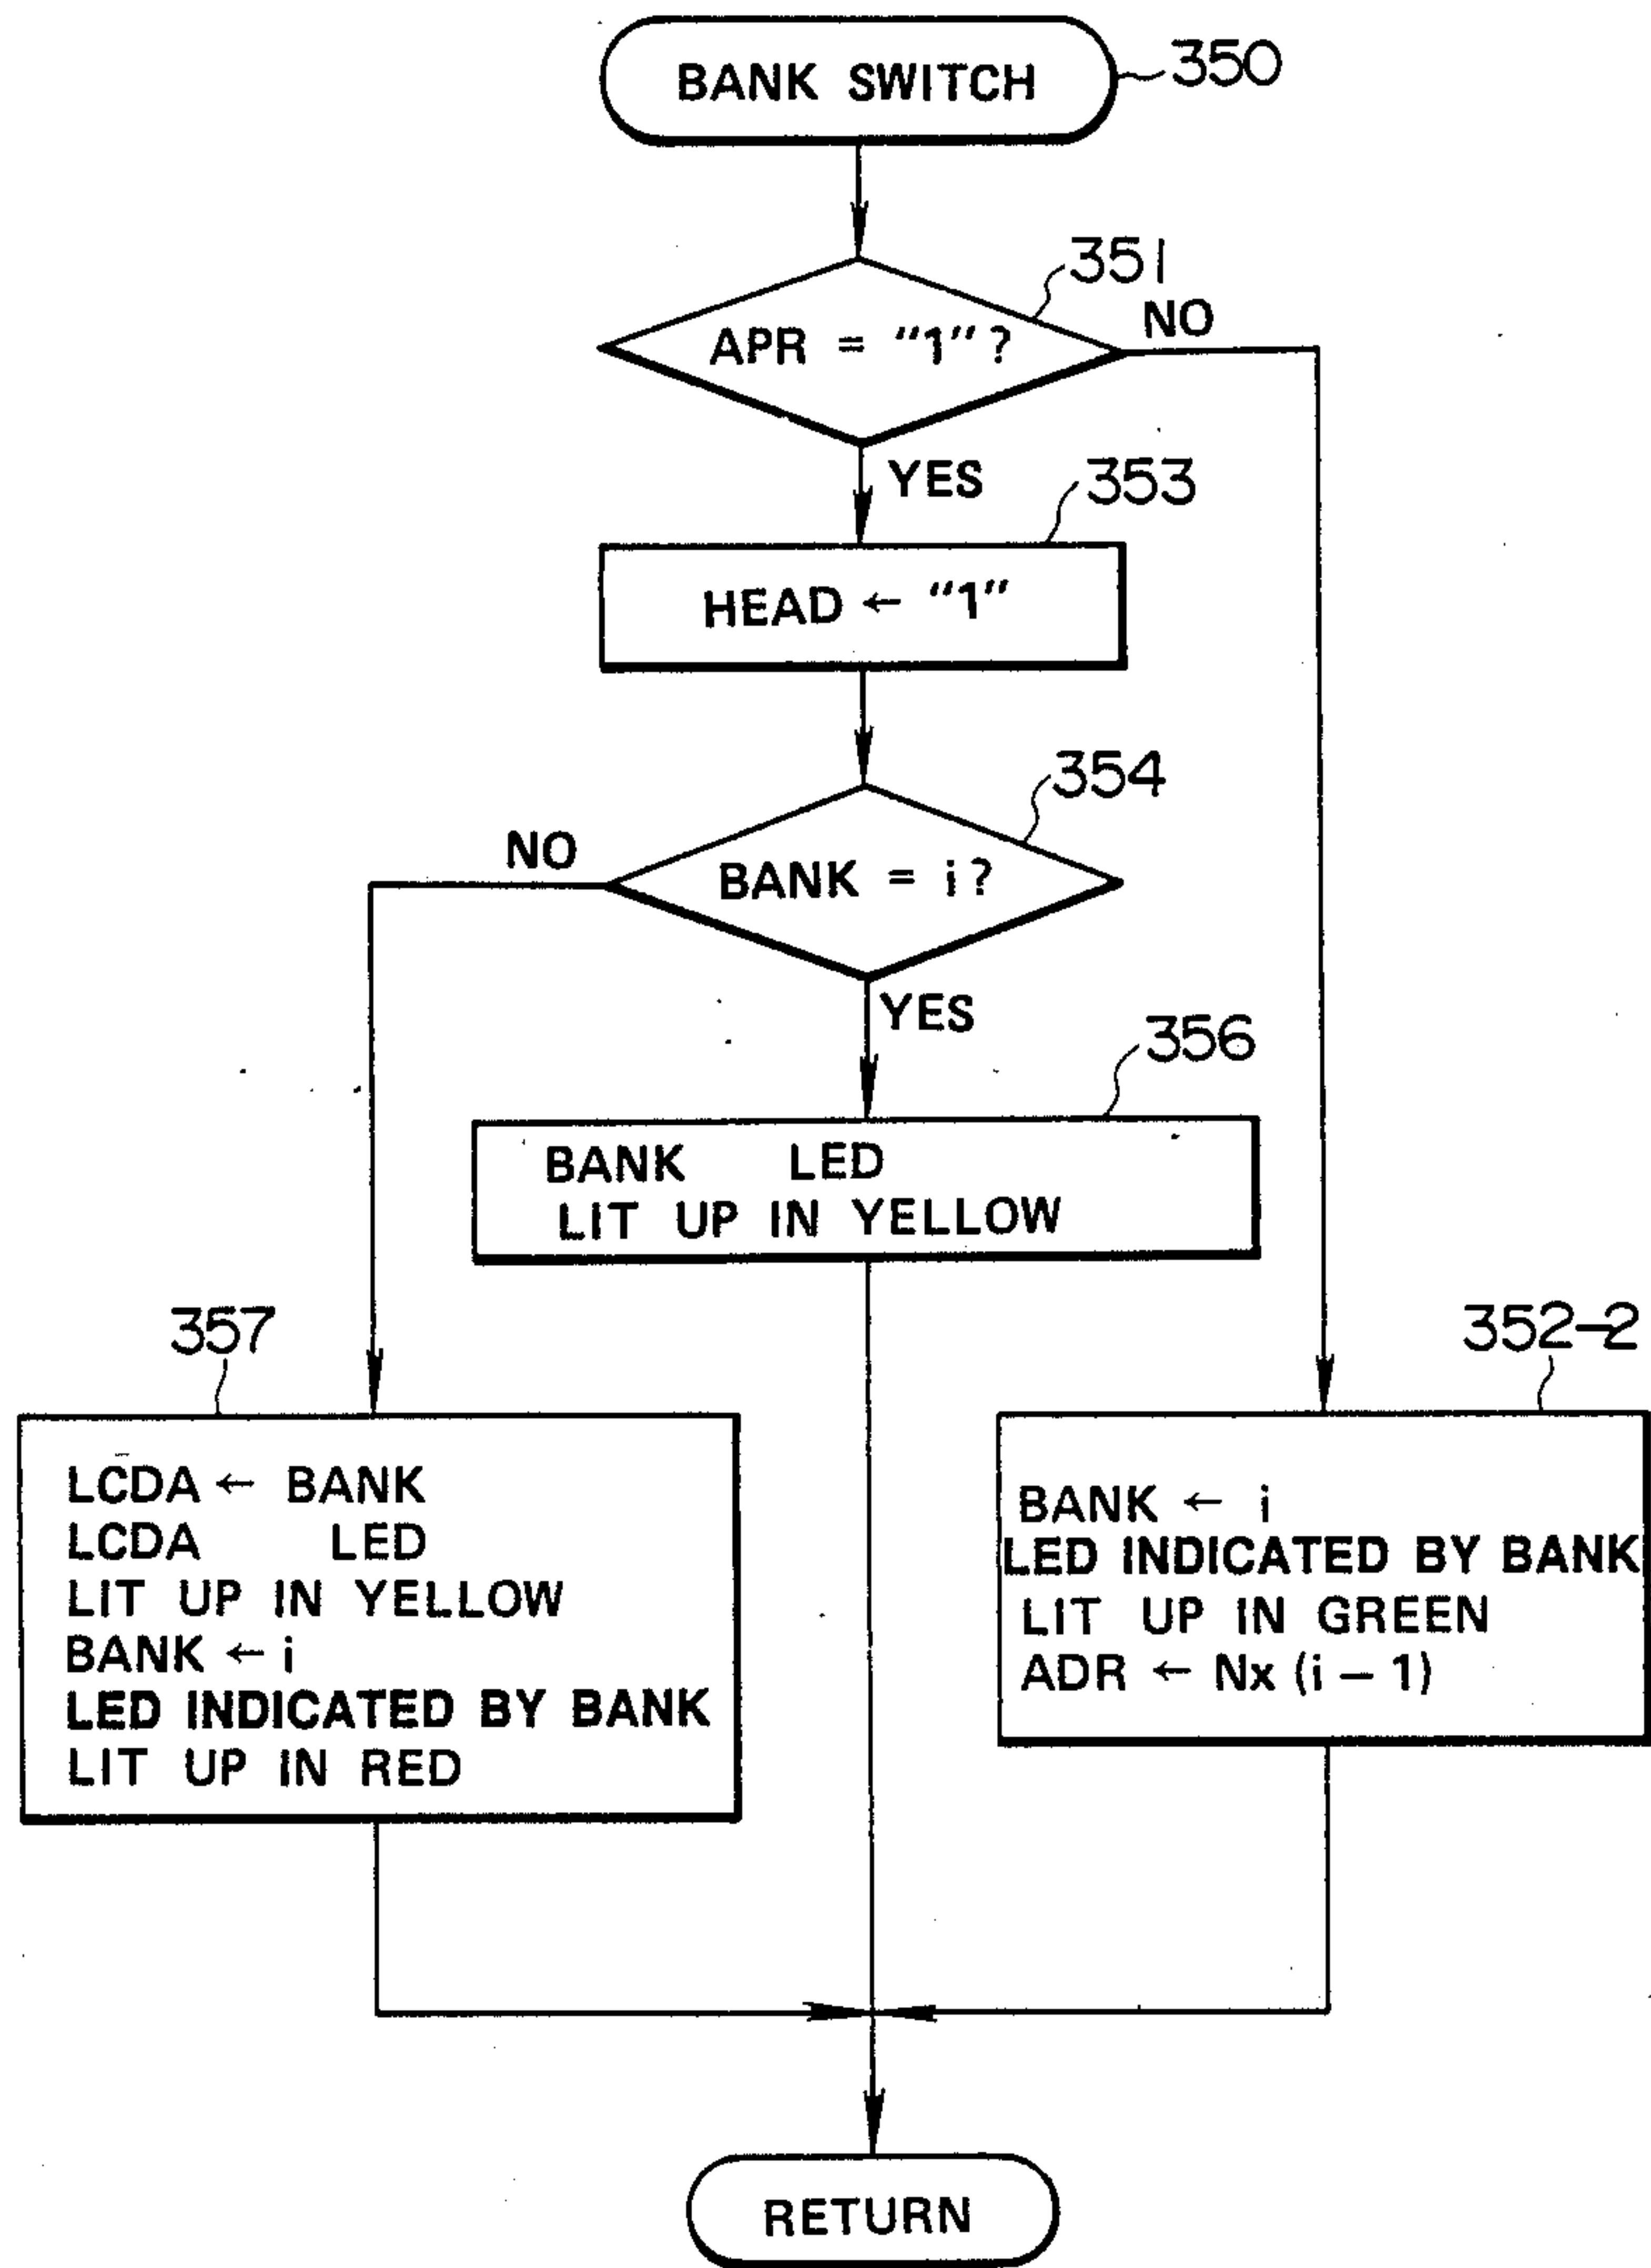 BANK SWITCH
350
351
APR = "1"?
NO
YES
353
HEAD ← "1"
354
NO
BANK = i?
YES
356
BANK LED
LIT UP IN YELLOW
357
LCDA ← BANK
LCDA LED
LIT UP IN YELLOW
BANK ← i
LED INDICATED BY BANK
LIT UP IN RED
352-2
BANK ← i
LED INDICATED BY BANK
LIT UP IN GREEN
ADR ← Nx (i – 1)
RETURN